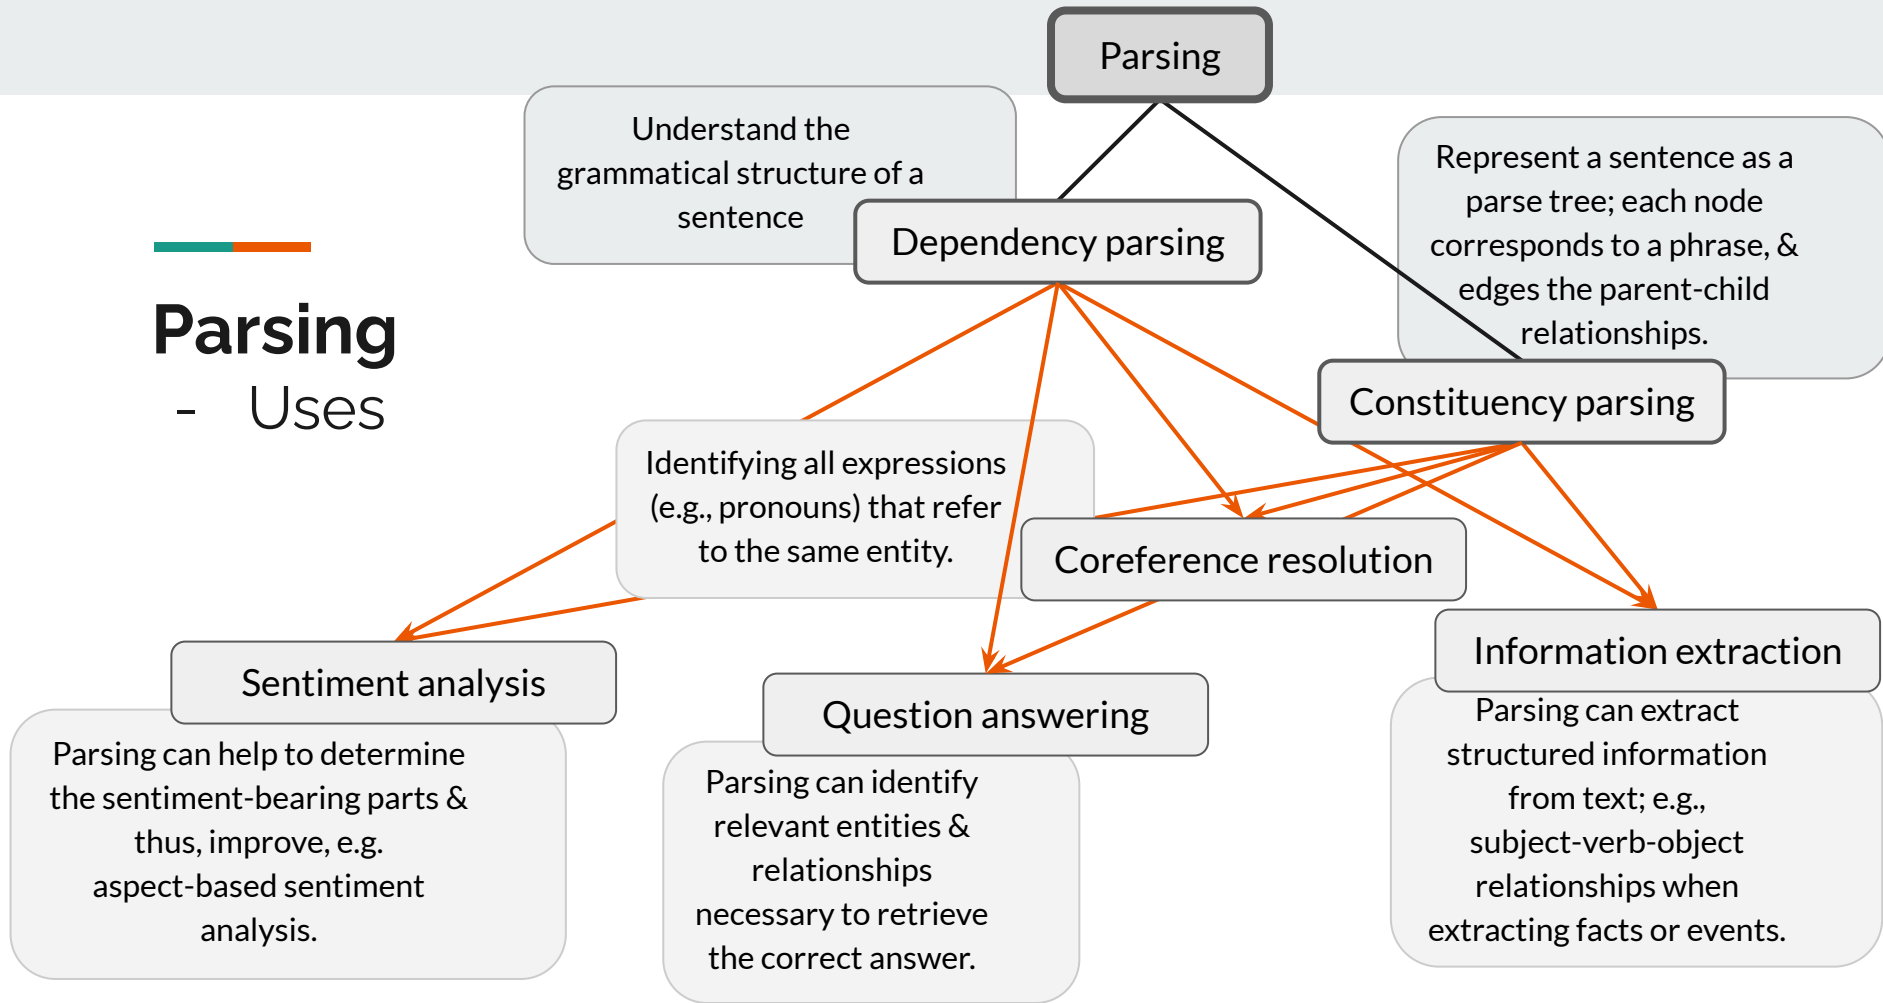 Parsing
Understand the
grammatical structure of a
sentence
Represent a sentence as a
parse tree; each node
corresponds to a phrase, &
edges the parent-child
relationships.
Dependency parsing
Parsing
- Uses
Constituency parsing
Identifying all expressions
(e.g., pronouns) that refer
to the same entity.
Coreference resolution
Sentiment analysis
Parsing can help to determine
the sentiment-bearing parts &
thus, improve, e.g.
aspect-based sentiment
analysis.
Question answering
Parsing can identify
relevant entities &
relationships
necessary to retrieve
the correct answer.
Information extraction
Parsing can extract
structured information
from text; e.g.,
subject-verb-object
relationships when
extracting facts or events.